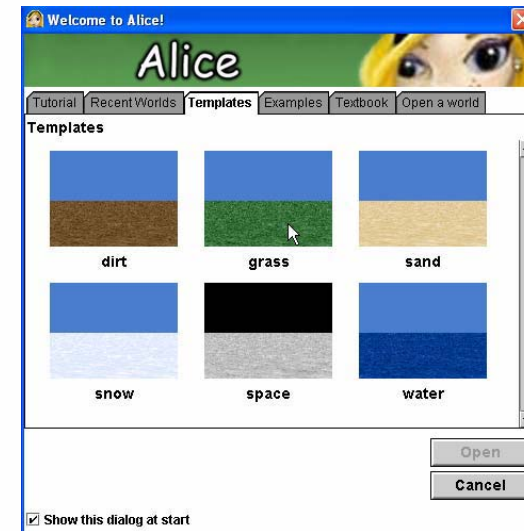 Welcome to Alice!
Alice
Tutorial Recent Worlds Templates Examples Textbook Open a world
Templates
dirt grass sand
snow space water
Open
Cancel
Show this dialog at start